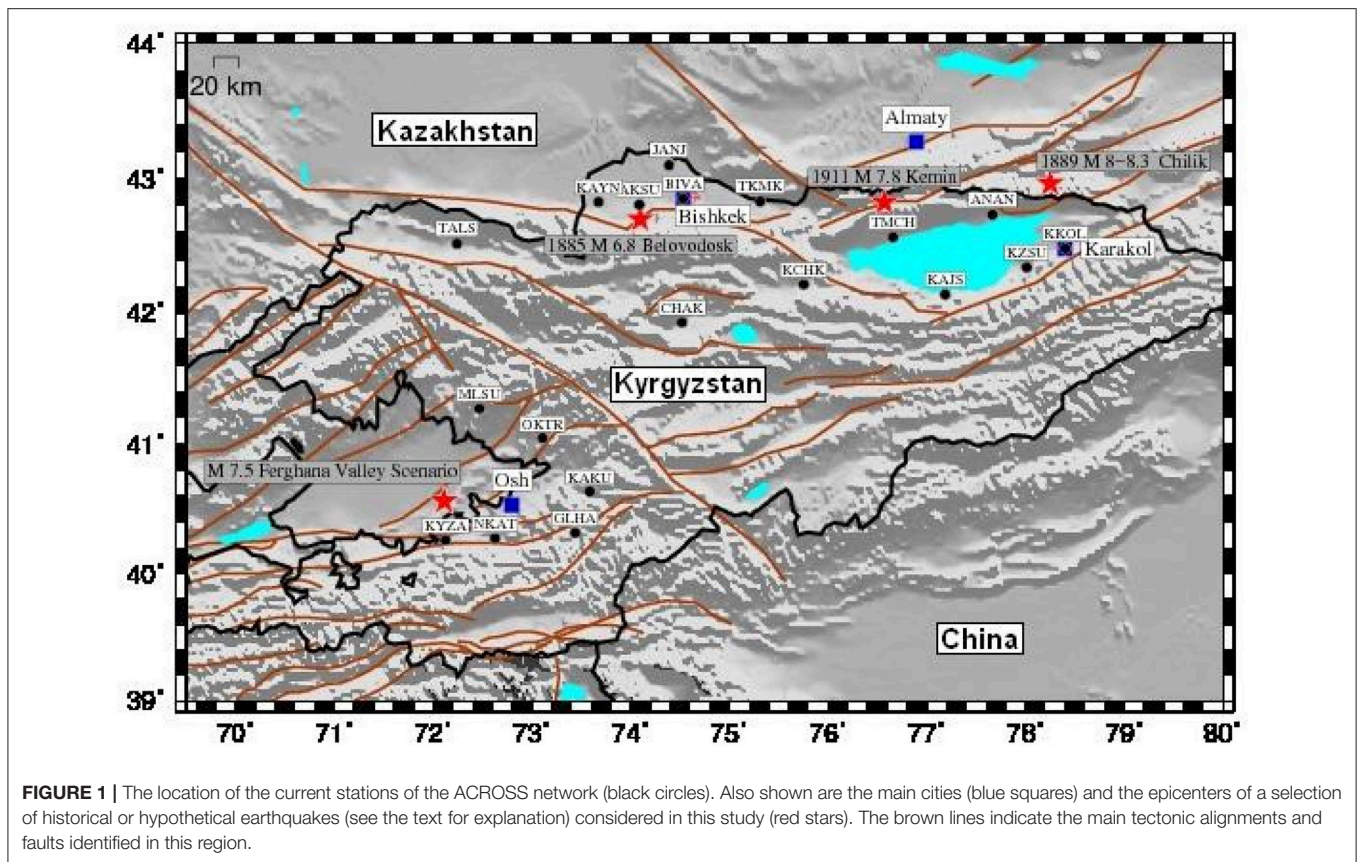 44°
20 km
Kazakhstan
Almaty
JANJ
43°
1889 M 8-8.3 Chilik
1911 M 7.8 Kemin
KAYN
AKSU
BIVA
TKMK
ANAN
Bishkek
TALS
1885 M 6.8 Belovodosk
TMCH
KKOL
Karakol
KZSU
KCHK
KAJS
42°
CHAK
Kyrgyzstan
MLSU
41°
OKTR
M 7.5 Ferghana Valley Scenario
Osh
KAKU
KYZA
NKAT
GLHA
40°
China
39°
70° 71° 72° 73° 74° 75° 76° 77° 78° 79° 80°
FIGURE 1 | The location of the current stations of the ACROSS network (black circles). Also shown are the main cities (blue squares) and the epicenters of a selection
of historical or hypothetical earthquakes (see the text for explanation) considered in this study (red stars). The brown lines indicate the main tectonic alignments and
faults identified in this region.